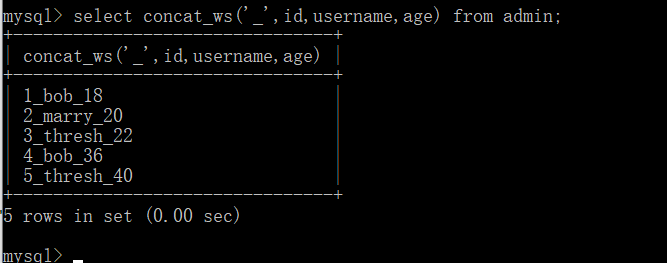 mysql> select concat_ws('_',id,username,age) from admin;
+--------------------------------+
| concat_ws('_',id,username,age) |
+--------------------------------+
| 1_bob_18                       |
| 2_marry_20                     |
| 3_thresh_22                    |
| 4_bob_36                       |
| 5_thresh_40                    |
+--------------------------------+
5 rows in set (0.00 sec)
mysql> _